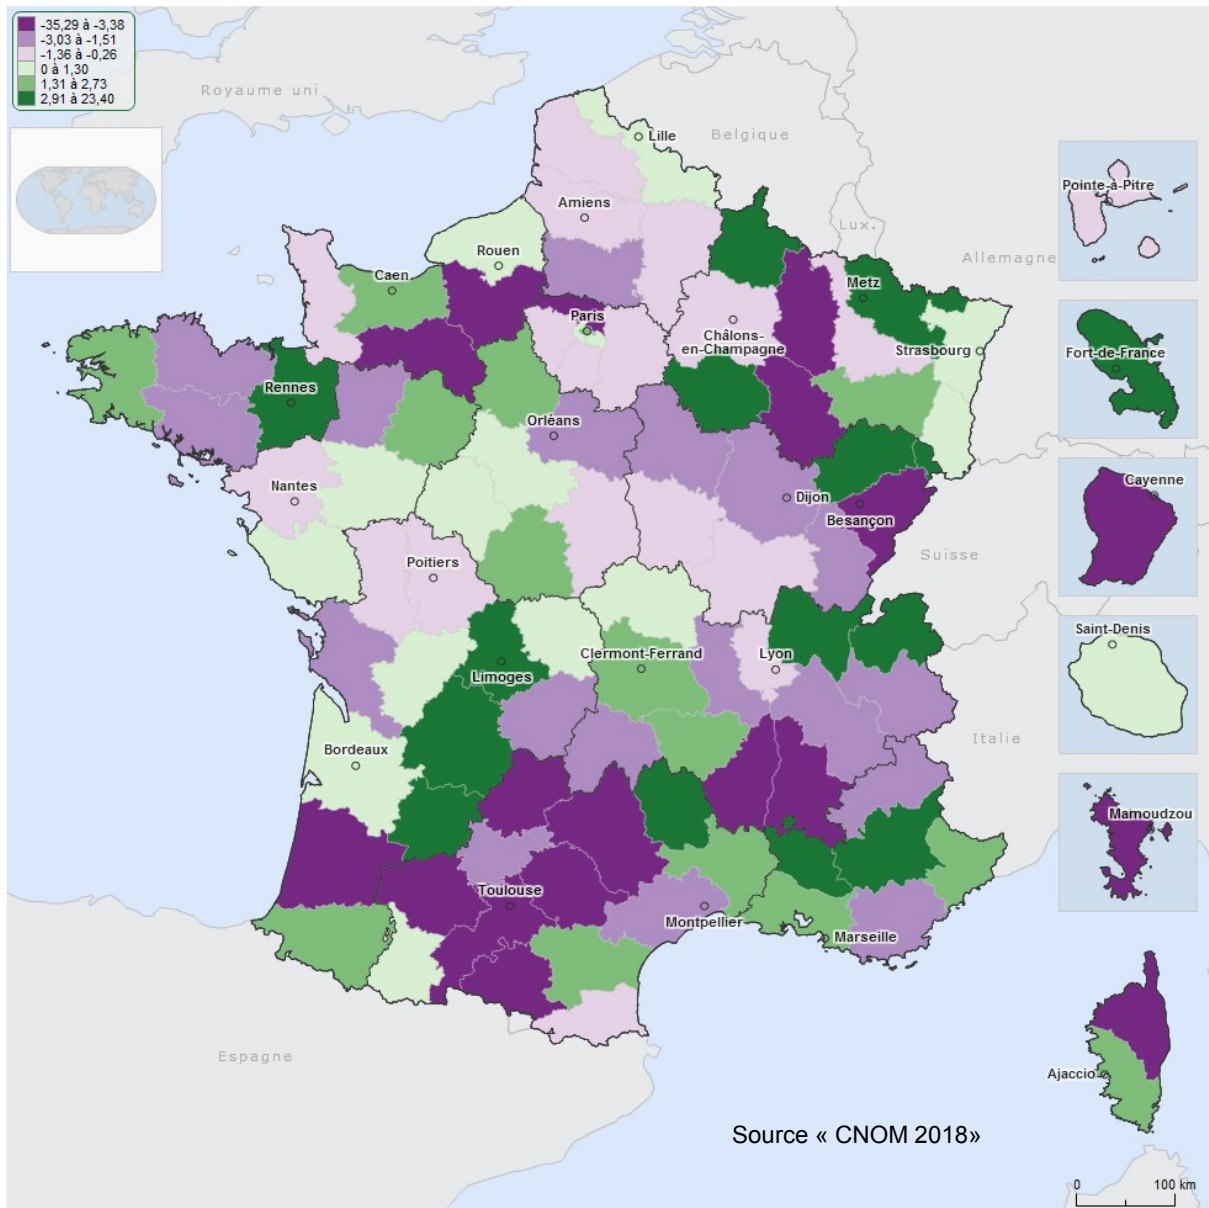 -35,29 à -3,38
-3,03 à -1,51
-1,36 à -0,26
0 à 1,30
1,31 à 2,73
2,91 à 23,40
Royaume uni
Belgique
Lille
Amiens
Pointe-à-Pitre
Lux.
Allemagne
Rouen
Caen
Metz
Paris
Châlons-
en-Champagne
Strasbourg
Fort-de-France
Rennes
Orléans
Nantes
Dijon
Besançon
Cayenne
Suisse
Poitiers
Saint-Denis
Clermont-Ferrand
Lyon
Limoges
Italie
Bordeaux
Mamoudzou
Toulouse
Montpellier
Marseille
Espagne
Ajaccio
Source « CNOM 2018»
0 100 km